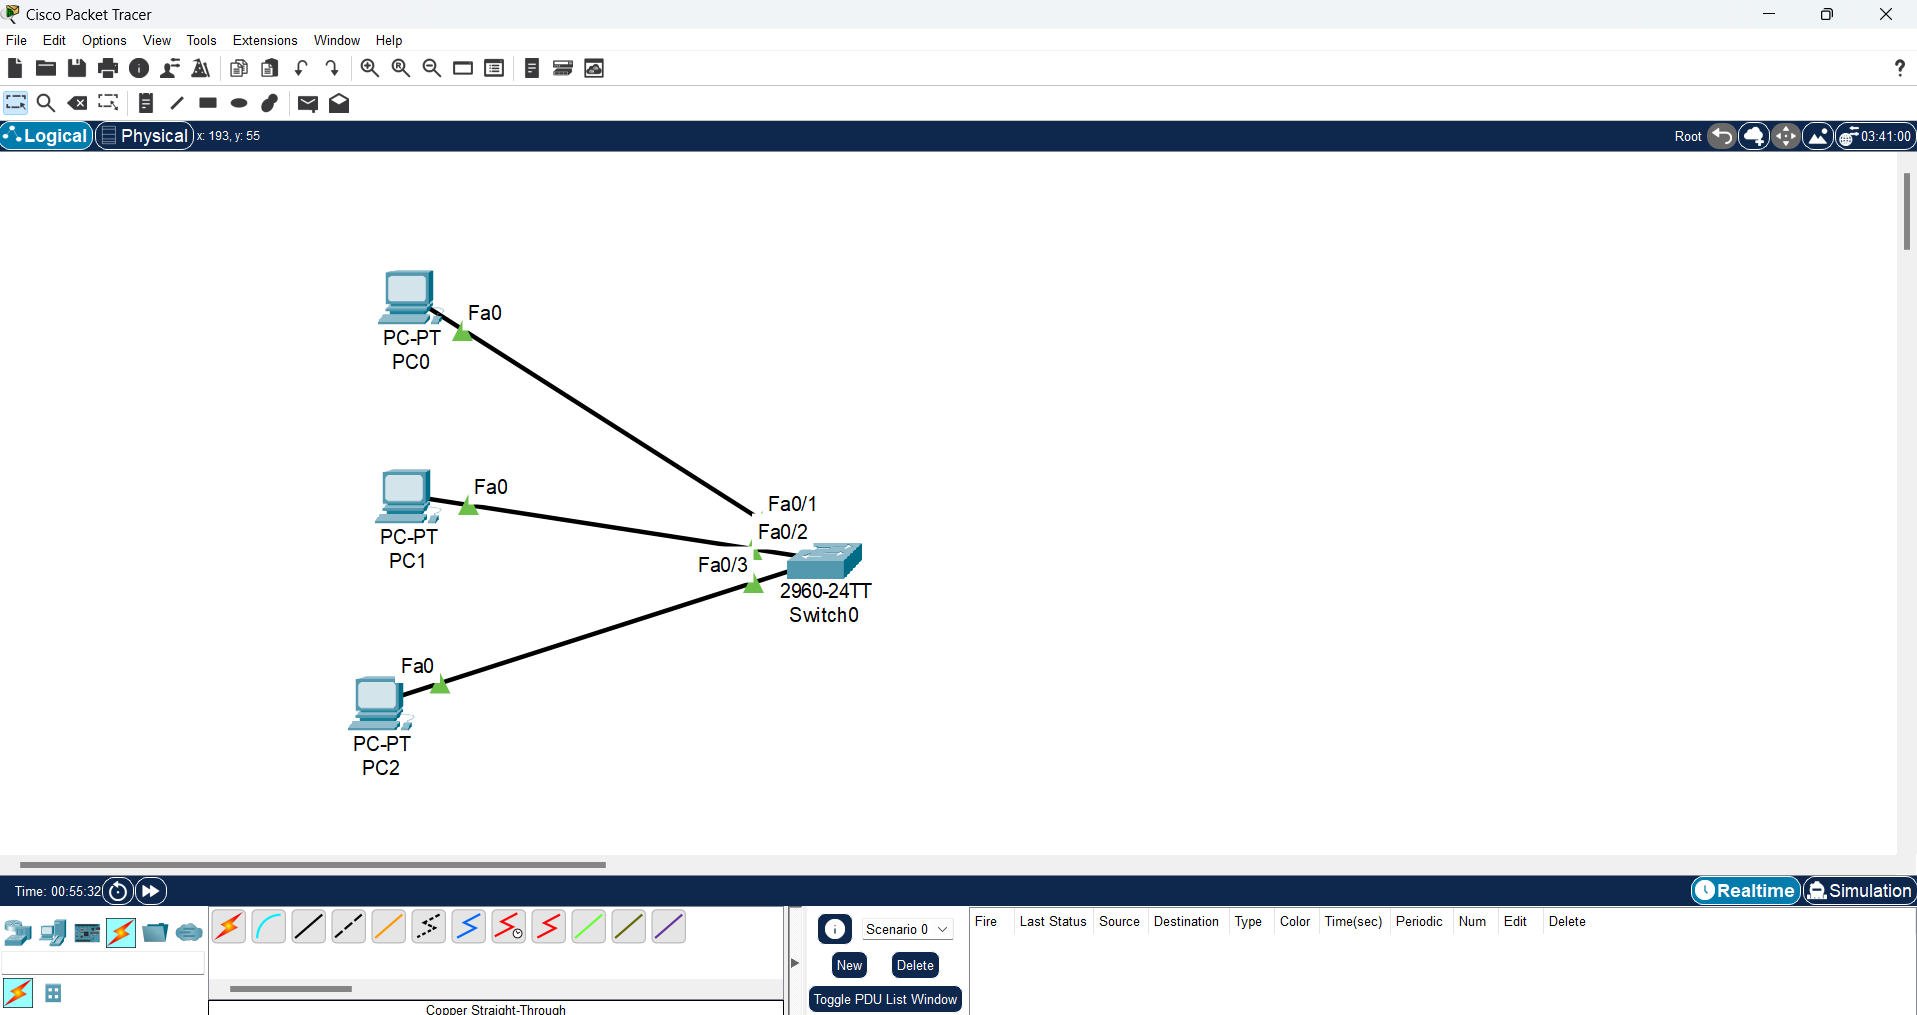 Cisco Packet Tracer
File Edit Options View Tools Extensions Window Help
Logical Physical x: 193, y: 55 Root 03:41:00
Fa0
PC-PT
PC0
Fa0
PC-PT
PC1
Fa0/1
Fa0/2
Fa0/3
2960-24TT
Switch0
Fa0
PC-PT
PC2
Time: 00:55:32 Realtime Simulation
Scenario 0
New Delete
Toggle PDU List Window
Fire Last Status Source Destination Type Color Time(sec) Periodic Num Edit Delete
Copper Straight-Through